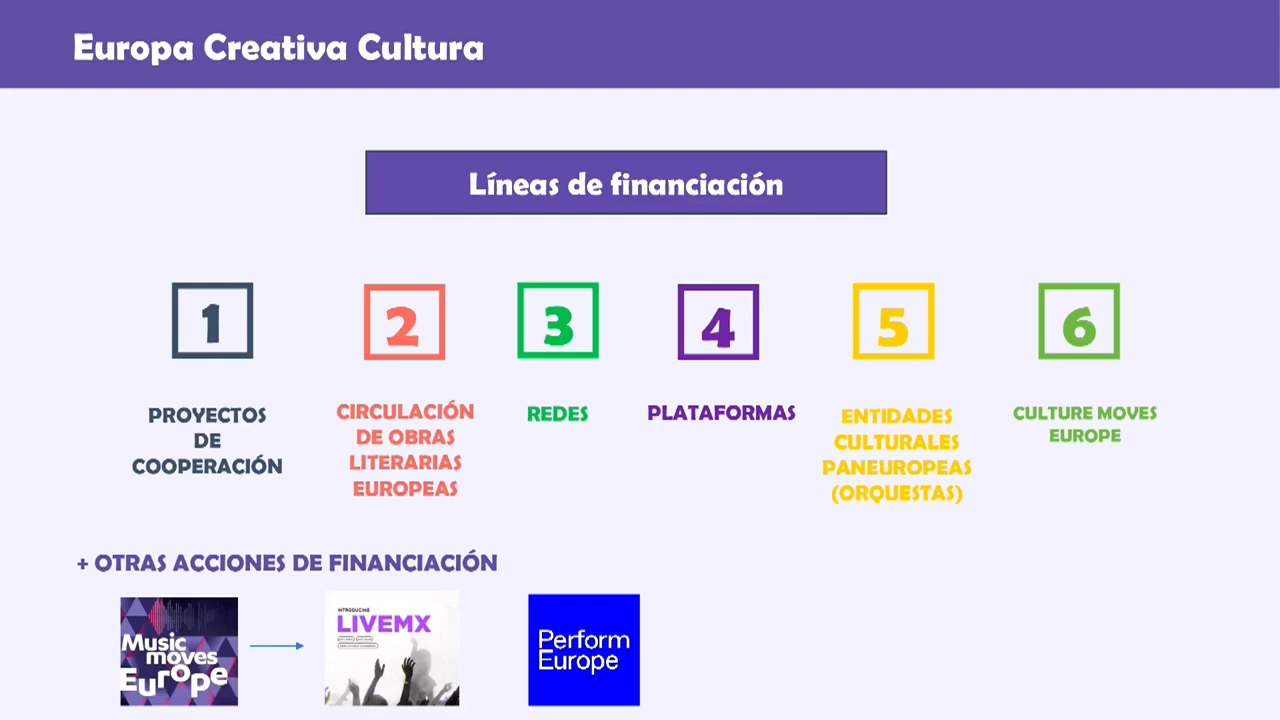 Europa Creativa Cultura
Líneas de financiación
1
2
3
4
5
6
PROYECTOS
DE
COOPERACIÓN
CIRCULACIÓN
DE OBRAS
LITERARIAS
EUROPEAS
REDES
PLATAFORMAS
ENTIDADES
CULTURALES
PANEUROPEAS
(ORQUESTAS)
CULTURE MOVES
EUROPE
+ OTRAS ACCIONES DE FINANCIACIÓN
Music
moves
Europe
INTRODUCING
LIVEMX
Perform
Europe